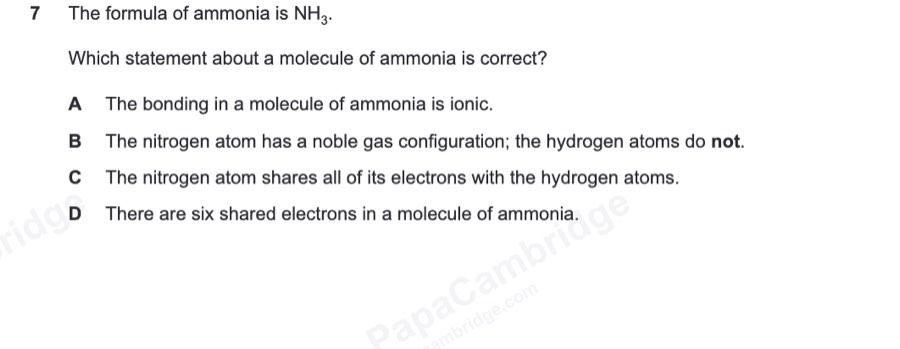 7 The formula of ammonia is NH₃.
Which statement about a molecule of ammonia is correct?
A The bonding in a molecule of ammonia is ionic.
B The nitrogen atom has a noble gas configuration; the hydrogen atoms do not.
C The nitrogen atom shares all of its electrons with the hydrogen atoms.
D There are six shared electrons in a molecule of ammonia.
ridge
PapaCambridge
ambridge.com